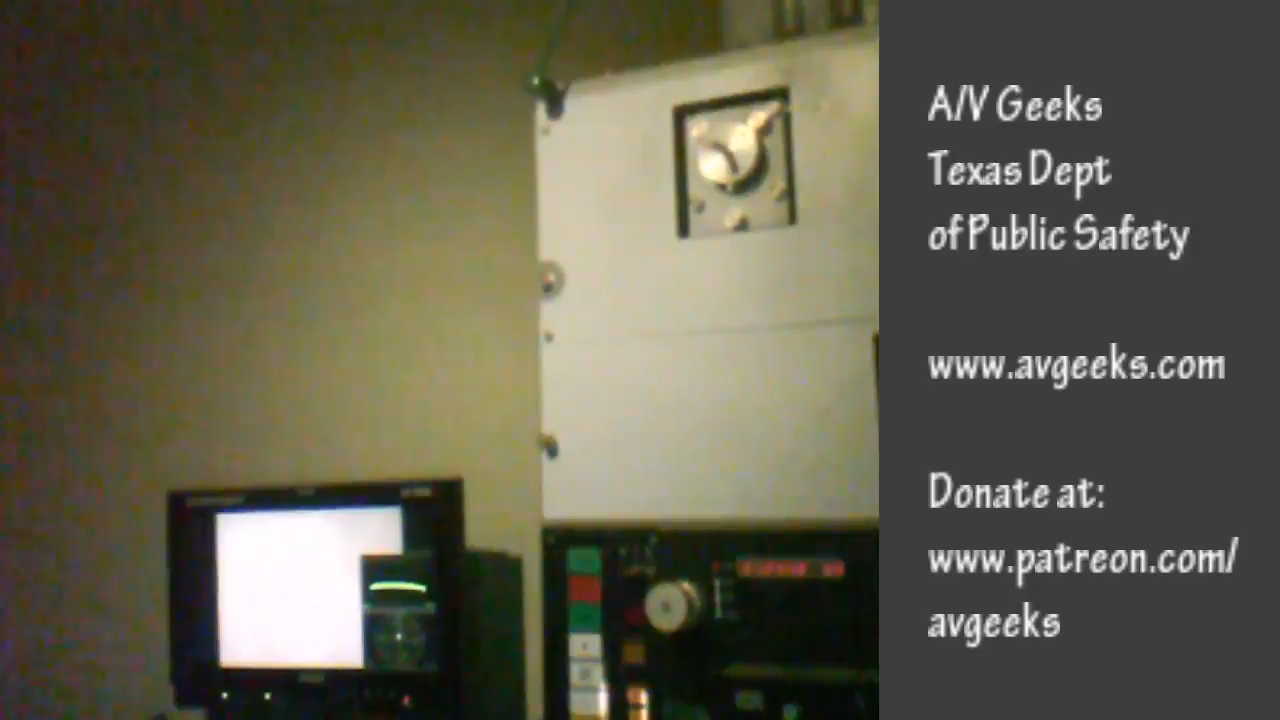 A/V Geeks
Texas Dept
of Public Safety
www.avgeeks.com
Donate at:
www.patreon.com/
avgeeks